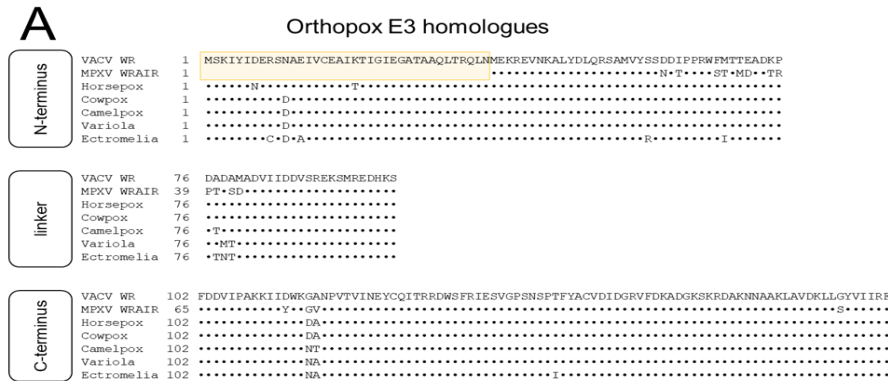 A
Orthopox E3 homologues
N-terminus
VACV WR 1 MSKIYIDERSNAEIVCEAIKTIGIEGATAAQLTRQLNMEKREVNKALYDLQRSAMVYSSDDIPPRWFMTTEADKP
MPXV WRAIR 1 ······················N·T····ST·MD··TR
Horsepox 1 ······N············T·······················································
Cowpox 1 ··········D································································
Camelpox 1 ··········D································································
Variola 1 ··········D································································
Ectromelia 1 ········C·D·A············································R·········I·······
linker
VACV WR 76 DADAMADVIIDDVSREKSMREDHKS
MPXV WRAIR 39 PT·SD····················
Horsepox 76 ·························
Cowpox 76 ·························
Camelpox 76 ·T·······················
Variola 76 ··MT·····················
Ectromelia 76 ·TNT·····················
C-terminus
VACV WR 102 FDDVIPAKKIIDWKGANPVTVINEYCQITRRDWSFRIESVGPSNSPTFYACVDIDGRVFDKADGKSKRDAKNNAAKLAVDKLLGYVIIRF
MPXV WRAIR 65 ···········Y··GV···································································S······
Horsepox 102 ··············DA··········································································
Cowpox 102 ··············DA··········································································
Camelpox 102 ··············NT··········································································
Variola 102 ··············NA··········································································
Ectromelia 102 ··············NA······························I···········································